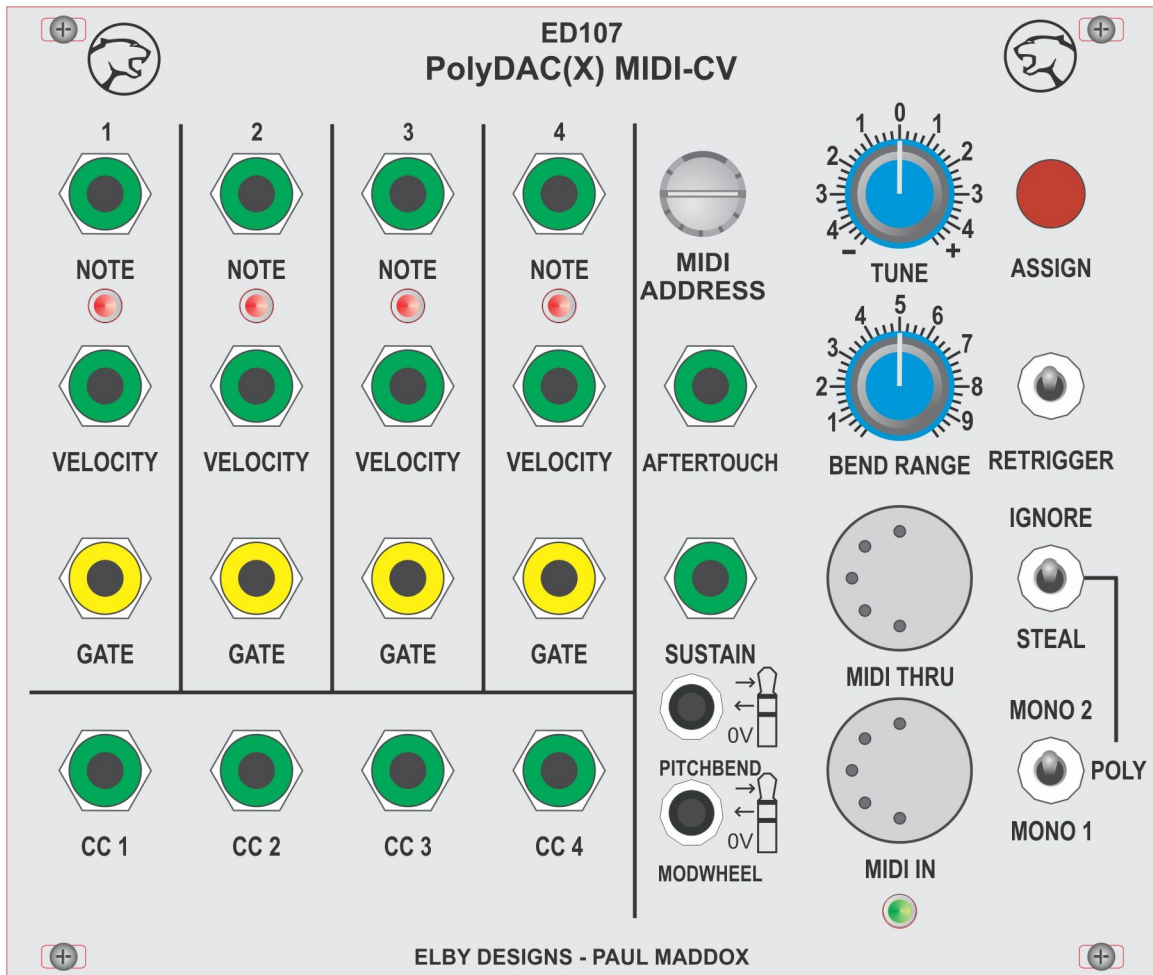 ED107
PolyDAC(X) MIDI-CV
1 2 3 4
NOTE NOTE NOTE NOTE
VELOCITY VELOCITY VELOCITY VELOCITY
GATE GATE GATE GATE
CC 1 CC 2 CC 3 CC 4
MIDI
ADDRESS
AFTERTOUCH
SUSTAIN
0V
PITCHBEND
0V
MODWHEEL
4 3 2 1 0 1 2 3 4
- +
TUNE
1 2 3 4 5 6 7 8 9
BEND RANGE
MIDI THRU
MIDI IN
ASSIGN
RETRIGGER
IGNORE
STEAL
MONO 2
POLY
MONO 1
ELBY DESIGNS - PAUL MADDOX